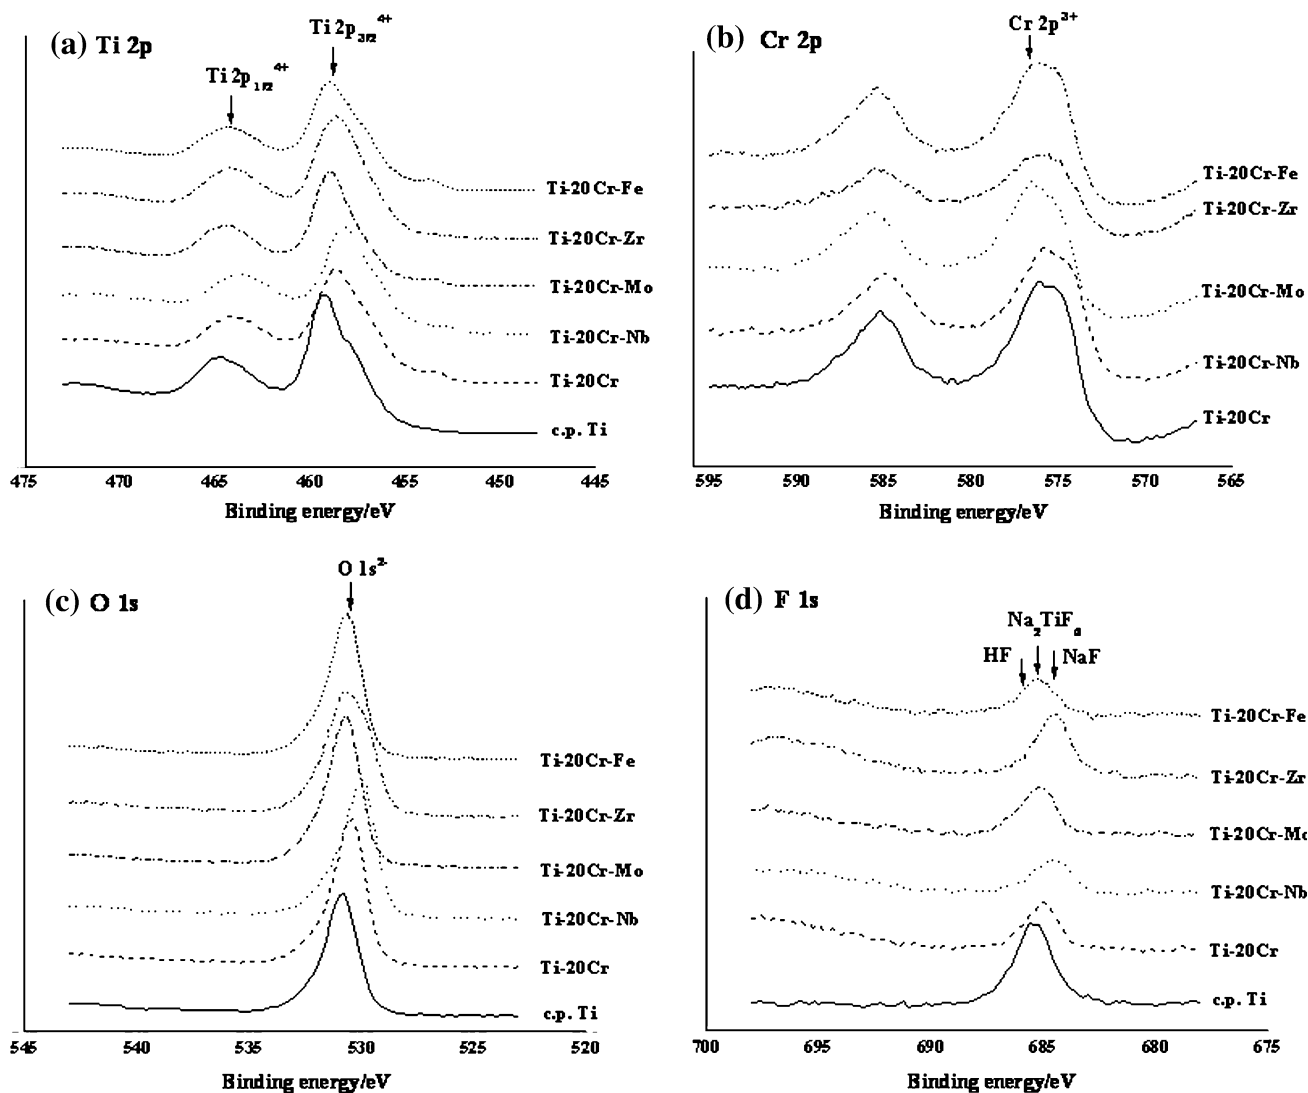 (a) Ti 2p
Ti 2p3/2 4+
Ti 2p1/2 4+
Ti-20Cr-Fe
Ti-20Cr-Zr
Ti-20Cr-Mo
Ti-20Cr-Nb
Ti-20Cr
c.p. Ti
475 470 465 460 455 450 445
Binding energy/eV
(b) Cr 2p
Cr 2p3+
Ti-20Cr-Fe
Ti-20Cr-Zr
Ti-20Cr-Mo
Ti-20Cr-Nb
Ti-20Cr
595 590 585 580 575 570 565
Binding energy/eV
(c) O 1s
O 1s2-
Ti-20Cr-Fe
Ti-20Cr-Zr
Ti-20Cr-Mo
Ti-20Cr-Nb
Ti-20Cr
c.p. Ti
545 540 535 530 525 520
Binding energy/eV
(d) F 1s
Na2TiF6
HF NaF
Ti-20Cr-Fe
Ti-20Cr-Zr
Ti-20Cr-Mo
Ti-20Cr-Nb
Ti-20Cr
c.p. Ti
700 695 690 685 680 675
Binding energy/eV